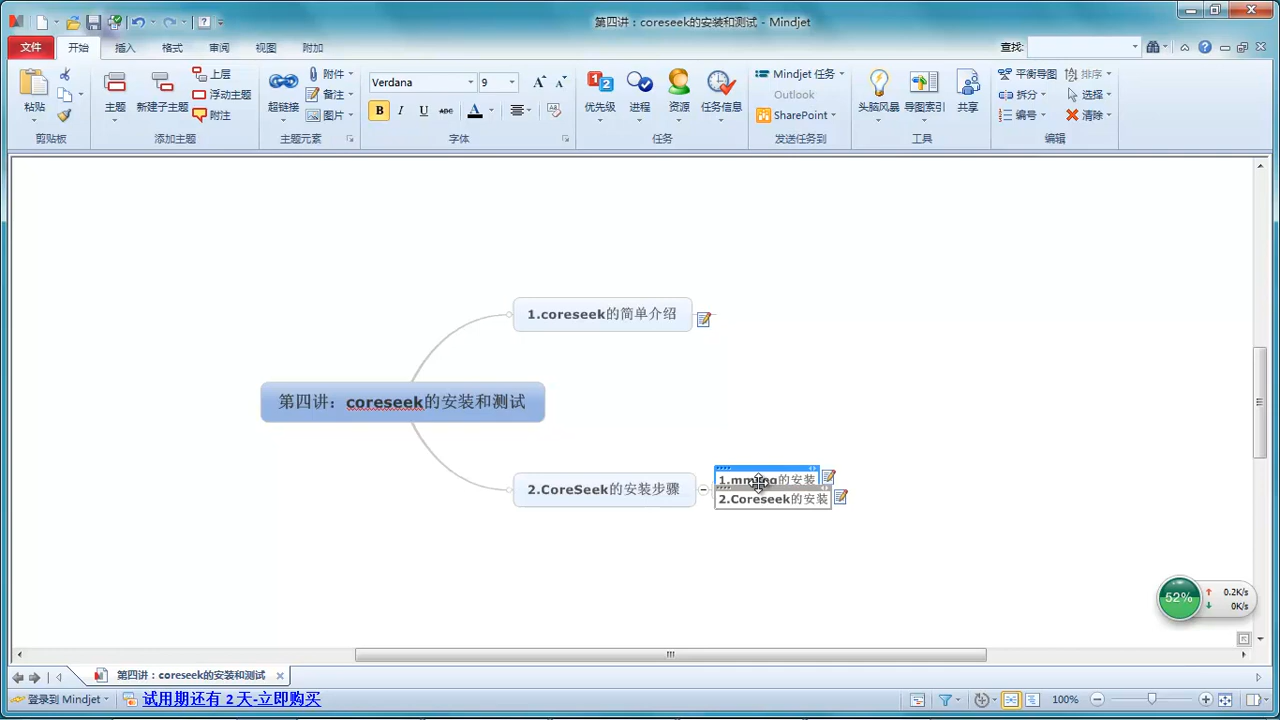 第四讲：coreseek的安装和测试 - Mindjet
文件 开始 插入 格式 审阅 视图 附加 查找:
粘贴
剪贴板
主题 新建子主题 上层 浮动主题 附注
添加主题
超链接 附件 备注 图片
主题元素
Verdana 9
B I U abc A
字体
优先级 进程 资源 任务信息
任务
Mindjet 任务
Outlook
SharePoint
发送任务到
头脑风暴 导图索引 共享
工具
平衡导图 排序
拆分 选择
编号 清除
编辑
1.coreseek的简单介绍
第四讲：coreseek的安装和测试
2.CoreSeek的安装步骤
的安装
2.Coreseek的安装
52% 0.2K/s
0K/s
第四讲：coreseek的安装和测试
登录到 Mindjet 试用期还有 2 天-立即购买 100%